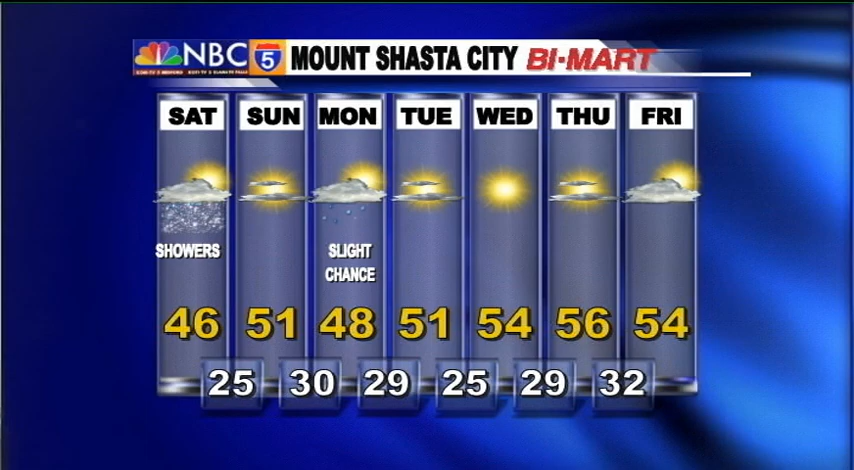 NBC 5 MOUNT SHASTA CITY BI-MART
SAT SUN MON TUE WED THU FRI
SHOWERS SLIGHT
CHANCE
46 51 48 51 54 56 54
25 30 29 25 29 32